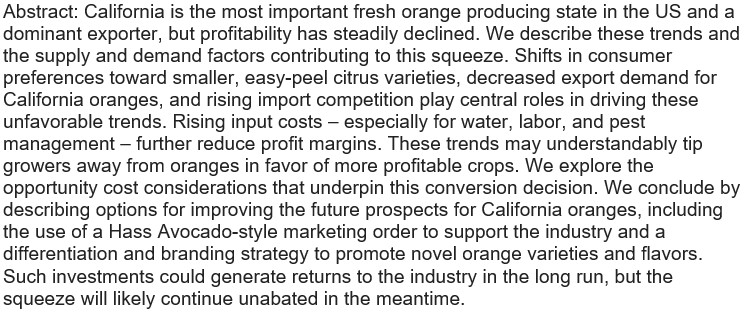 Abstract: California is the most important fresh orange producing state in the US and a
dominant exporter, but profitability has steadily declined. We describe these trends and
the supply and demand factors contributing to this squeeze. Shifts in consumer
preferences toward smaller, easy-peel citrus varieties, decreased export demand for
California oranges, and rising import competition play central roles in driving these
unfavorable trends. Rising input costs – especially for water, labor, and pest
management – further reduce profit margins. These trends may understandably tip
growers away from oranges in favor of more profitable crops. We explore the
opportunity cost considerations that underpin this conversion decision. We conclude by
describing options for improving the future prospects for California oranges, including
the use of a Hass Avocado-style marketing order to support the industry and a
differentiation and branding strategy to promote novel orange varieties and flavors.
Such investments could generate returns to the industry in the long run, but the
squeeze will likely continue unabated in the meantime.